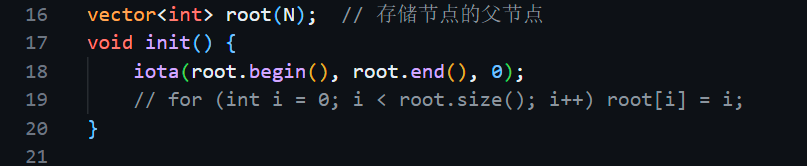 16 vector<int> root(N);  // 存储节点的父节点
17 void init() {
18     iota(root.begin(), root.end(), 0);
19     // for (int i = 0; i < root.size(); i++) root[i] = i;
20 }
21